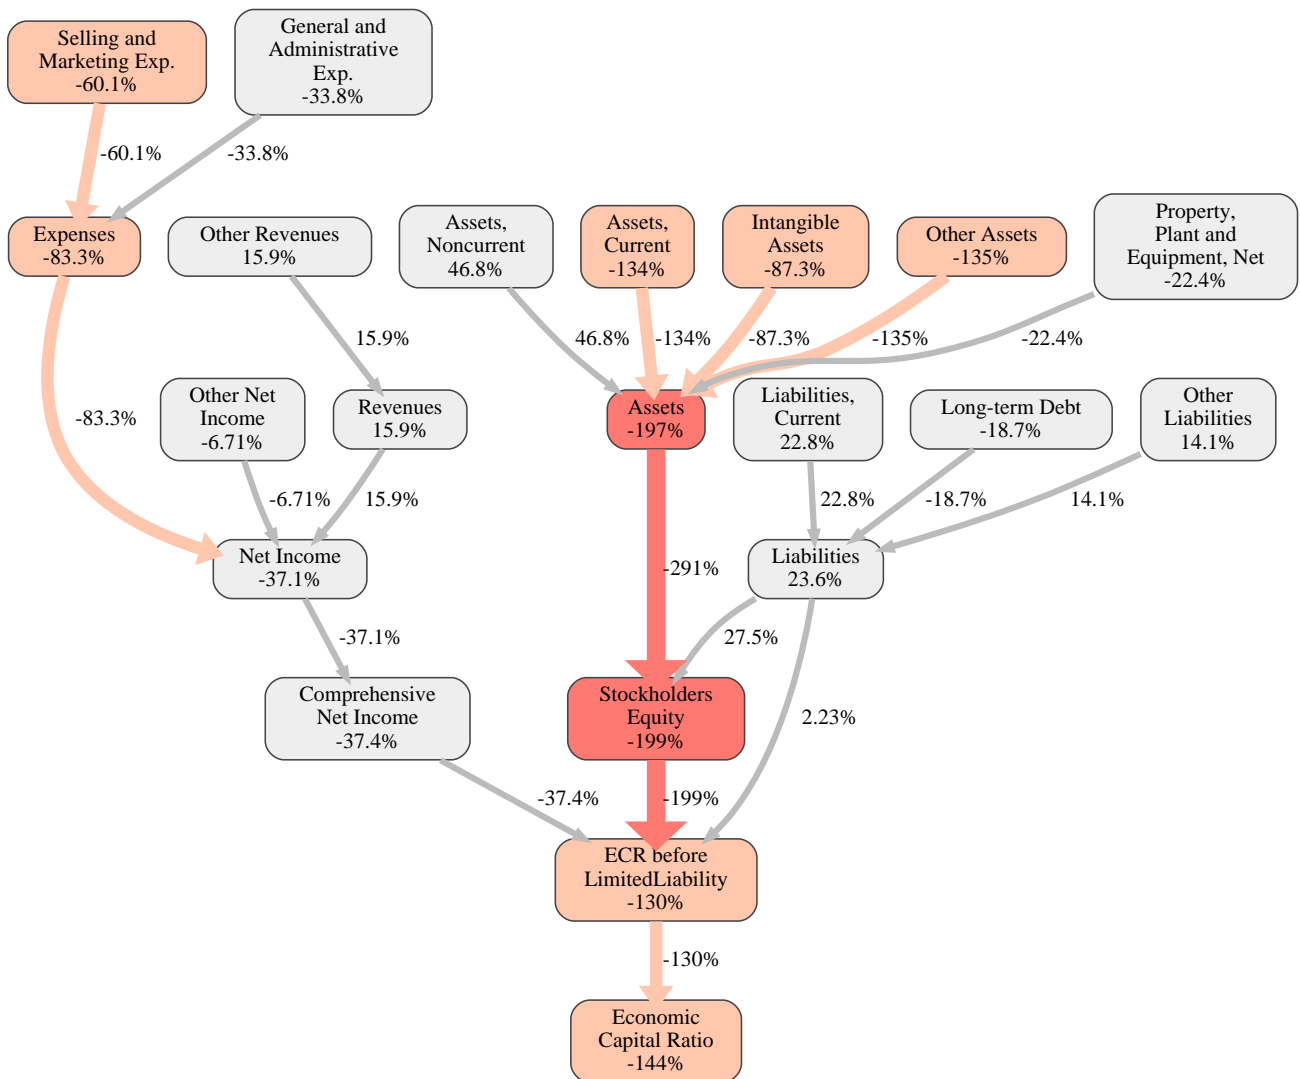 Selling and
Marketing Exp.
-60.1%
General and
Administrative
Exp.
-33.8%
-60.1%
-33.8%
Expenses
-83.3%
Other Revenues
15.9%
Assets,
Noncurrent
46.8%
Assets,
Current
-134%
Intangible
Assets
-87.3%
Other Assets
-135%
Property,
Plant and
Equipment, Net
-22.4%
15.9%
46.8%
-134%
-87.3%
-135%
-22.4%
-83.3%
Other Net
Income
-6.71%
Revenues
15.9%
Assets
-197%
Liabilities,
Current
22.8%
Long-term Debt
-18.7%
Other
Liabilities
14.1%
-6.71%
15.9%
22.8%
-18.7%
14.1%
Net Income
-37.1%
-291%
Liabilities
23.6%
-37.1%
27.5%
Comprehensive
Net Income
-37.4%
Stockholders
Equity
-199%
2.23%
-37.4%
-199%
ECR before
LimitedLiability
-130%
-130%
Economic
Capital Ratio
-144%